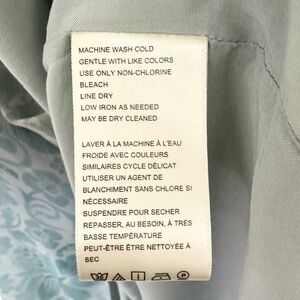 MACHINE WASH COLD
GENTLE WITH LIKE COLORS
USE ONLY NON-CHLORINE
BLEACH
LINE DRY
LOW IRON AS NEEDED
MAY BE DRY CLEANED
LAVER À LA MACHINE À L'EAU
FROIDE AVEC COULEURS
SIMILAIRES CYCLE DÉLICAT
UTILISER UN AGENT DE
BLANCHIMENT SANS CHLORE SI
NÉCESSAIRE
SUSPENDRE POUR SECHER
REPASSER, AU BESOIN, À TRÈS
BASSE TEMPÉRATURE
PEUT-ÊTRE ÊTRE NETTOYÉE À
SEC